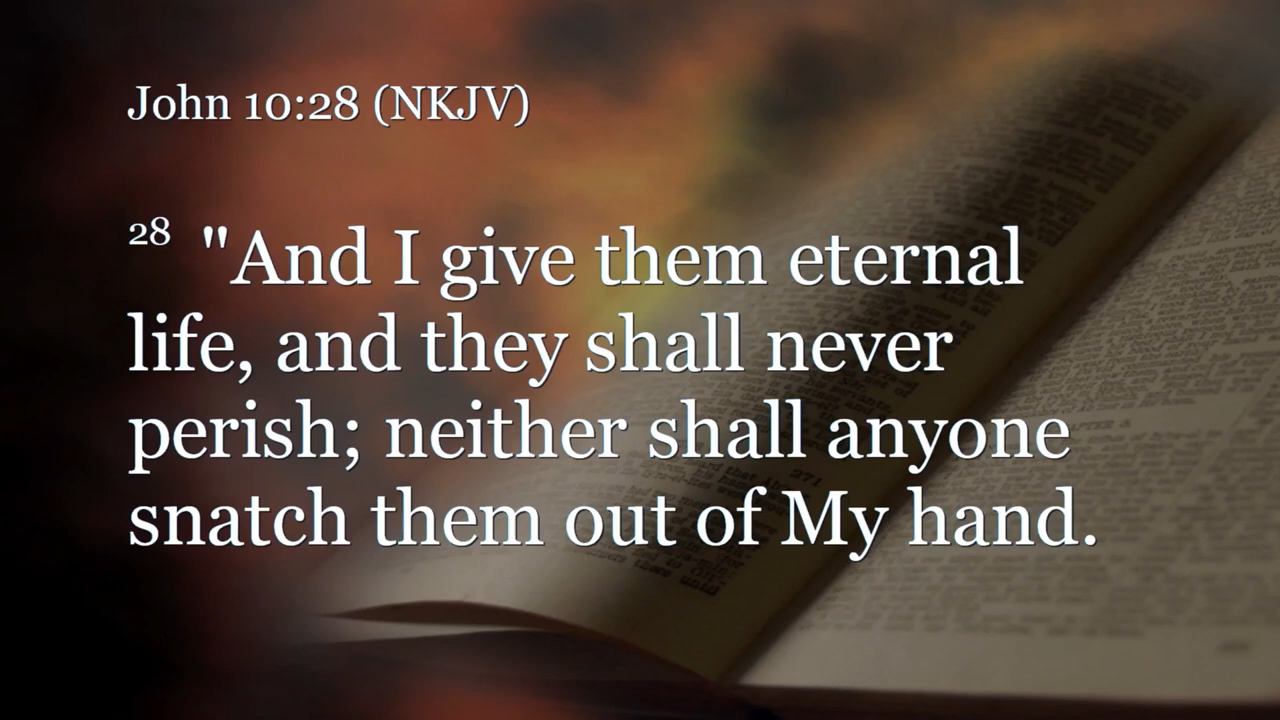 John 10:28 (NKJV)
28 "And I give them eternal
life, and they shall never
perish; neither shall anyone
snatch them out of My hand.
271